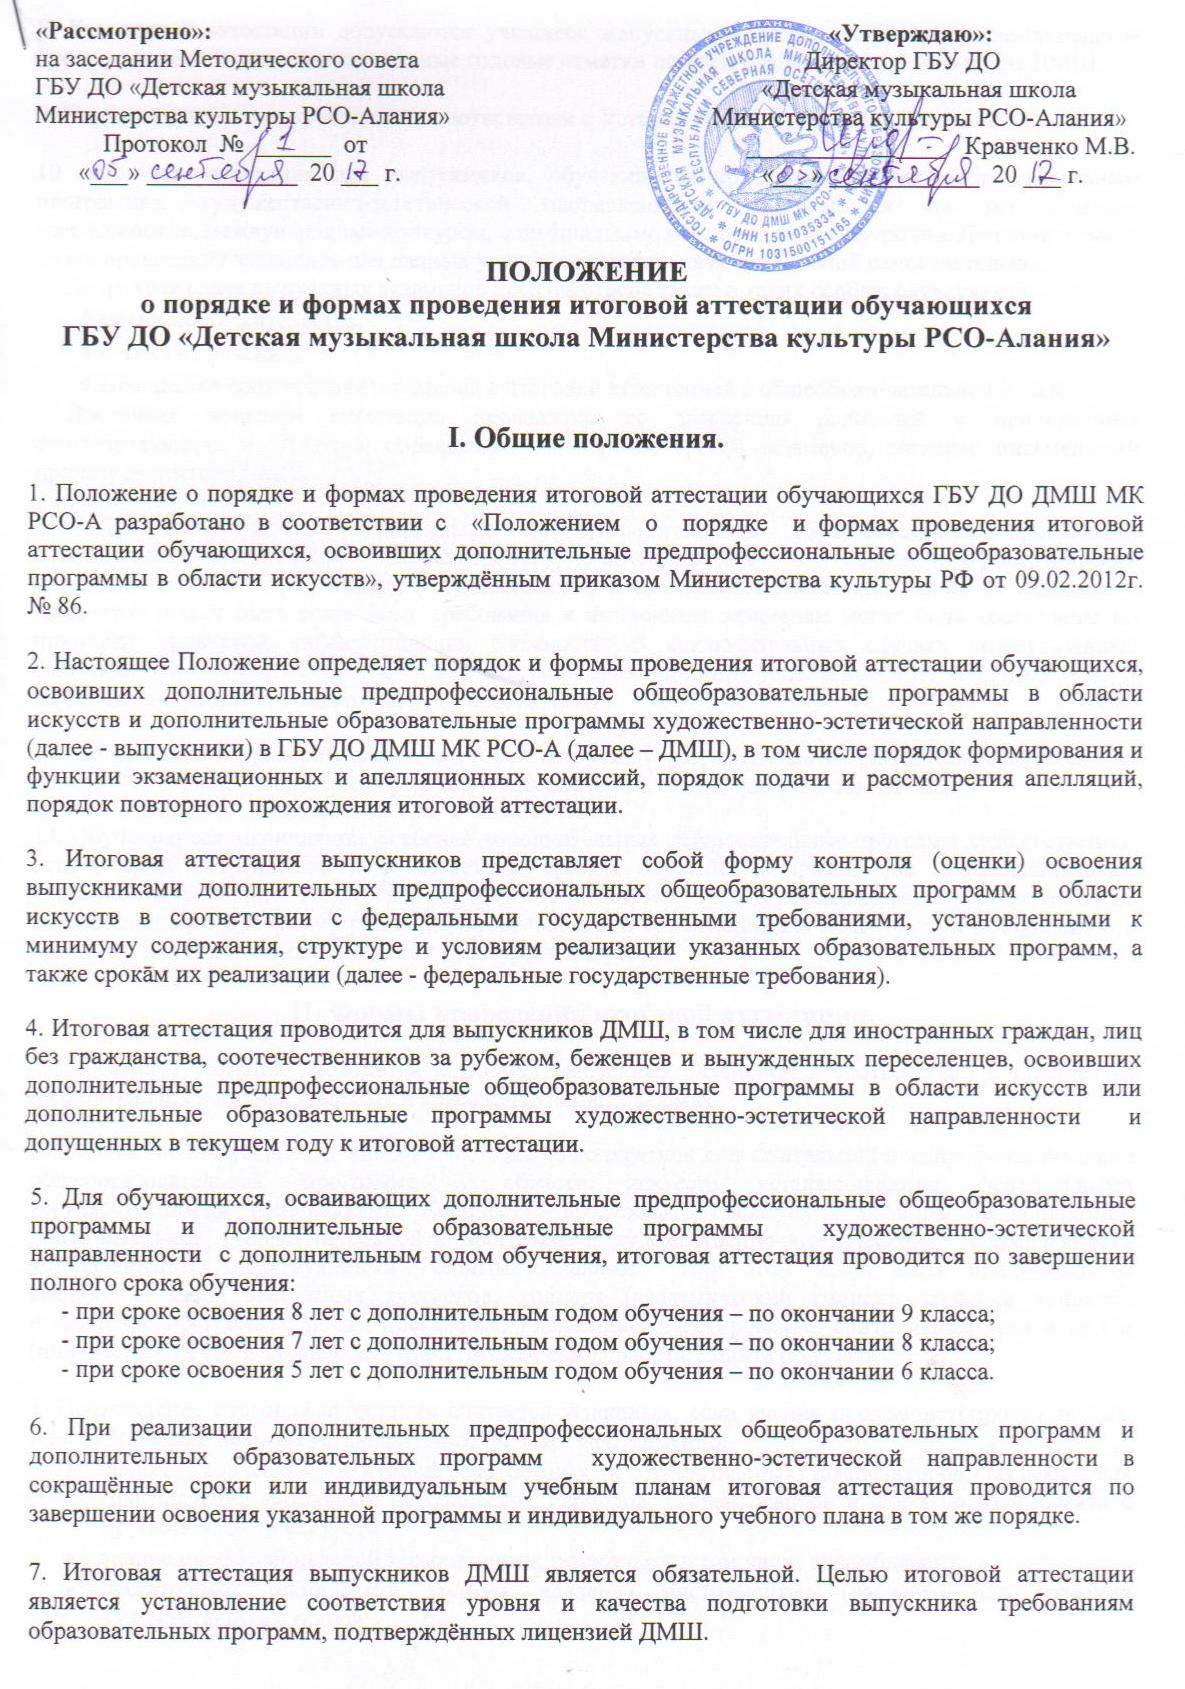 «Рассмотрено»:
на заседании Методического совета
ГБУ ДО «Детская музыкальная школа
Министерства культуры РСО-Алания»
Протокол № 1 от
«05» сентября 20 17 г.
«Утверждаю»:
Директор ГБУ ДО
«Детская музыкальная школа
Министерства культуры РСО-Алания»
Кравченко М.В.
«05» сентября 20 17 г.
ГБУ ДО ДМШ МК РСО
ИНН 1501035334
ОГРН 1031500151165
ПОЛОЖЕНИЕ
о порядке и формах проведения итоговой аттестации обучающихся
ГБУ ДО «Детская музыкальная школа Министерства культуры РСО-Алания»
I. Общие положения.
1. Положение о порядке и формах проведения итоговой аттестации обучающихся ГБУ ДО ДМШ МК
РСО-А разработано в соответствии с «Положением о порядке и формах проведения итоговой
аттестации обучающихся, освоивших дополнительные предпрофессиональные общеобразовательные
программы в области искусств», утверждённым приказом Министерства культуры РФ от 09.02.2012г.
№ 86.
2. Настоящее Положение определяет порядок и формы проведения итоговой аттестации обучающихся,
освоивших дополнительные предпрофессиональные общеобразовательные программы в области
искусств и дополнительные образовательные программы художественно-эстетической направленности
(далее - выпускники) в ГБУ ДО ДМШ МК РСО-А (далее – ДМШ), в том числе порядок формирования и
функции экзаменационных и апелляционных комиссий, порядок подачи и рассмотрения апелляций,
порядок повторного прохождения итоговой аттестации.
3. Итоговая аттестация выпускников представляет собой форму контроля (оценки) освоения
выпускниками дополнительных предпрофессиональных общеобразовательных программ в области
искусств в соответствии с федеральными государственными требованиями, установленными к
минимуму содержания, структуре и условиям реализации указанных образовательных программ, а
также срокам их реализации (далее - федеральные государственные требования).
4. Итоговая аттестация проводится для выпускников ДМШ, в том числе для иностранных граждан, лиц
без гражданства, соотечественников за рубежом, беженцев и вынужденных переселенцев, освоивших
дополнительные предпрофессиональные общеобразовательные программы в области искусств или
дополнительные образовательные программы художественно-эстетической направленности и
допущенных в текущем году к итоговой аттестации.
5. Для обучающихся, осваивающих дополнительные предпрофессиональные общеобразовательные
программы и дополнительные образовательные программы художественно-эстетической
направленности с дополнительным годом обучения, итоговая аттестация проводится по завершении
полного срока обучения:
- при сроке освоения 8 лет с дополнительным годом обучения – по окончании 9 класса;
- при сроке освоения 7 лет с дополнительным годом обучения – по окончании 8 класса;
- при сроке освоения 5 лет с дополнительным годом обучения – по окончании 6 класса.
6. При реализации дополнительных предпрофессиональных общеобразовательных программ и
дополнительных образовательных программ художественно-эстетической направленности в
сокращённые сроки или индивидуальным учебным планам итоговая аттестация проводится по
завершении освоения указанной программы и индивидуального учебного плана в том же порядке.
7. Итоговая аттестация выпускников ДМШ является обязательной. Целью итоговой аттестации
является установление соответствия уровня и качества подготовки выпускника требованиям
образовательных программ, подтверждённых лицензией ДМШ.